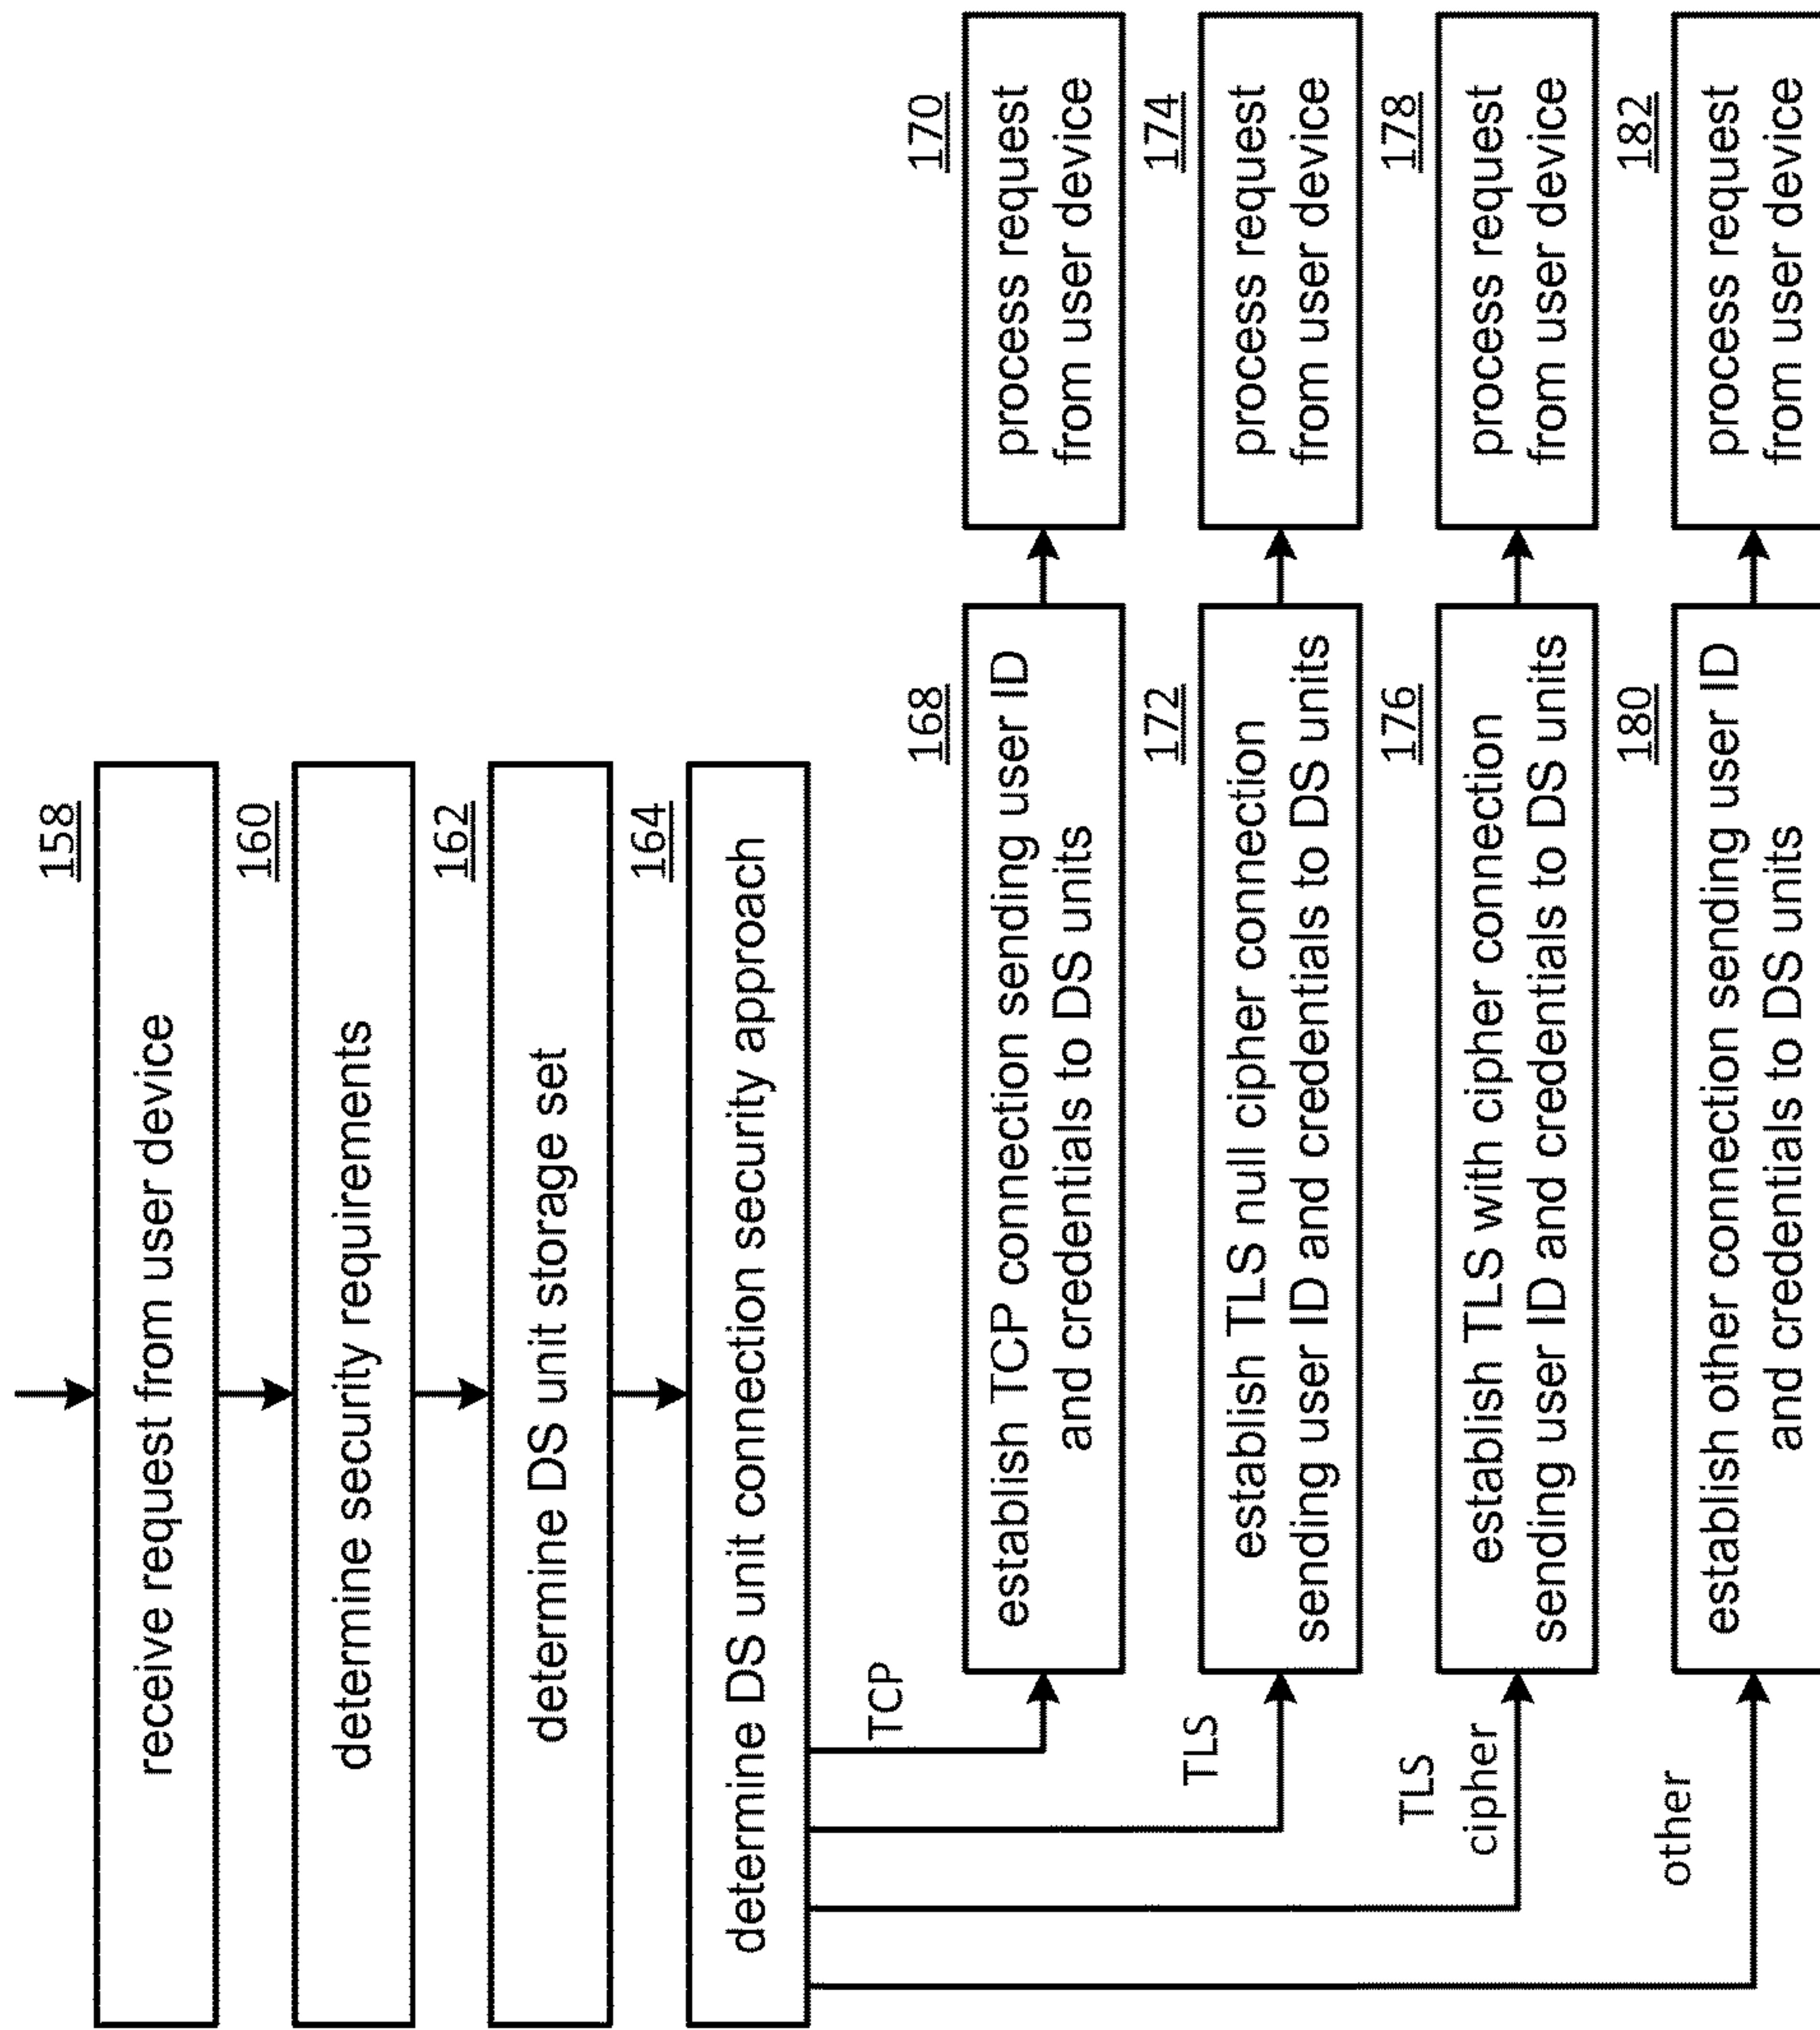 158
receive request from user device
160
determine security requirements
162
determine DS unit storage set
164
determine DS unit connection security approach
TCP
168
establish TCP connection sending user ID
and credentials to DS units
170
process request
from user device
TLS
172
establish TLS null cipher connection
sending user ID and credentials to DS units
174
process request
from user device
TLS
cipher
176
establish TLS with cipher connection
sending user ID and credentials to DS units
178
process request
from user device
other
180
establish other connection sending user ID
and credentials to DS units
182
process request
from user device